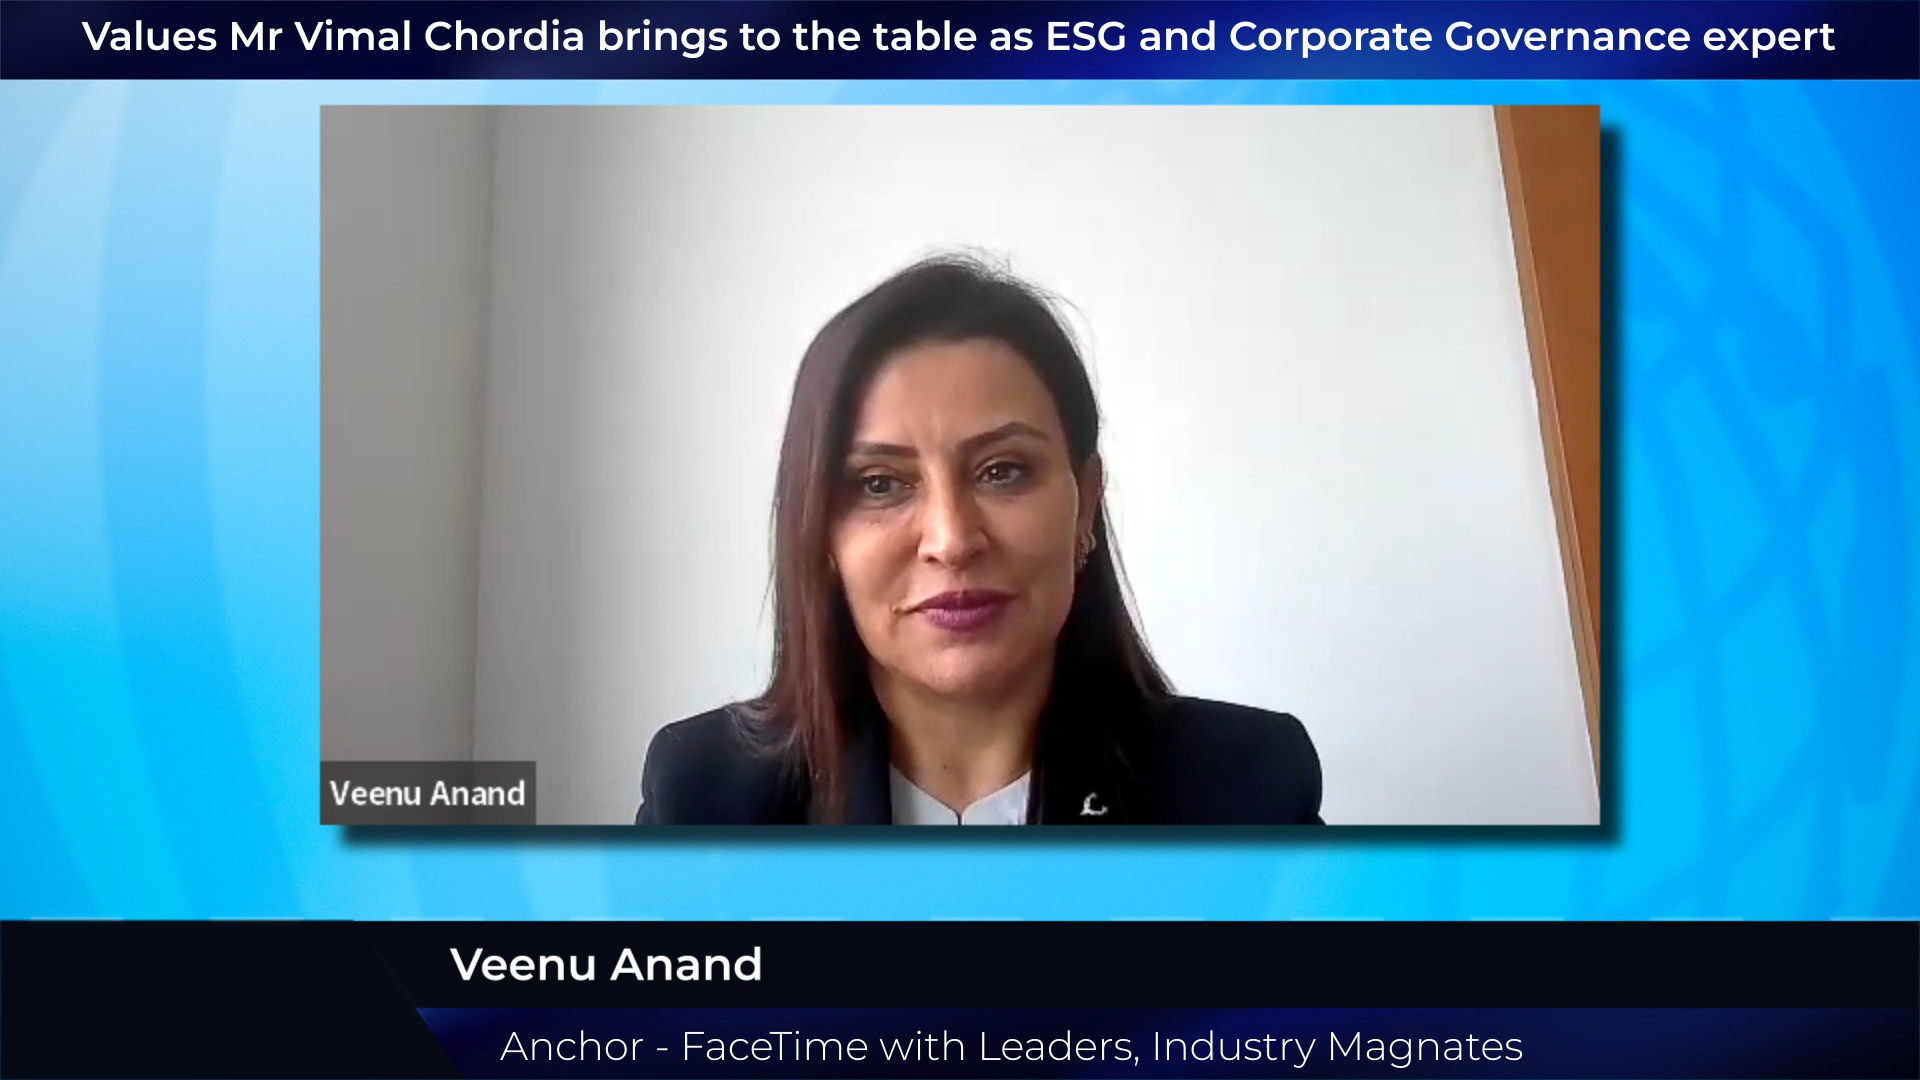 Values Mr Vimal Chordia brings to the table as ESG and Corporate Governance expert
Veenu Anand
Veenu Anand
Anchor - FaceTime with Leaders, Industry Magnates